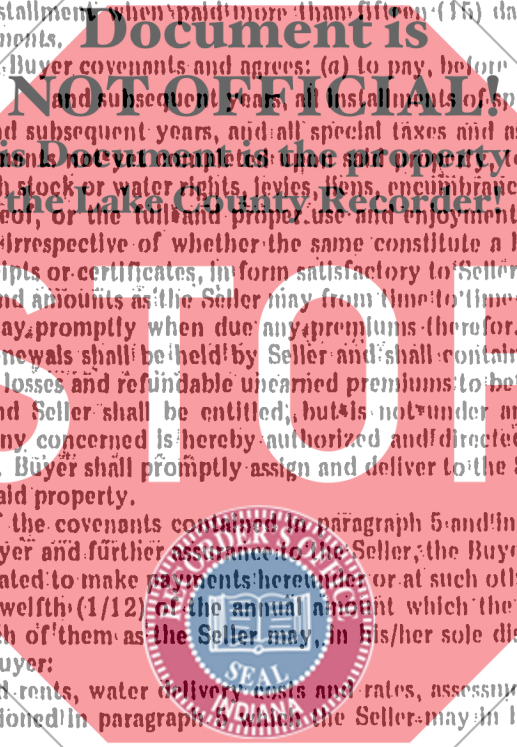 stallment when paid more than fifteen (15) da
ments.
Document is
Buyer covenants and agrees: (a) to pay, before
NOT OFFICIAL!
and subsequent years, all installments of sp
nd subsequent years, and all special taxes and as
is Document is the property
ments not yet completed upon said property
h stock or water rights, levies, liens, encumbranc
the Lake County Recorder!
eof, or the full and proper use and enjoyment
irrespective of whether the same constitute a
ipts or certificates, in form satisfactory to Seller
nd amounts as the Seller may from time to time
STOP
ay promptly when due any premiums therefor.
newals shall be held by Seller and shall contain
losses and refundable unearned premiums to be
nd Seller shall be entitled, but is not under a
ny concerned is hereby authorized and directed
. Buyer shall promptly assign and deliver to the
aid property.
the covenants contained in paragraph 5 and in
yer and further assurance to the Seller, the Buy
ated to make payments hereunder or at such oth
welfth (1/12) of the annual amount which the
h of them as the Seller may, in his/her sole dis
uyer:
d rents, water delivery costs and rates, assessm
ioned in paragraph 5 which the Seller may in
RECORDER'S OFFICE
SEAL
INDIANA